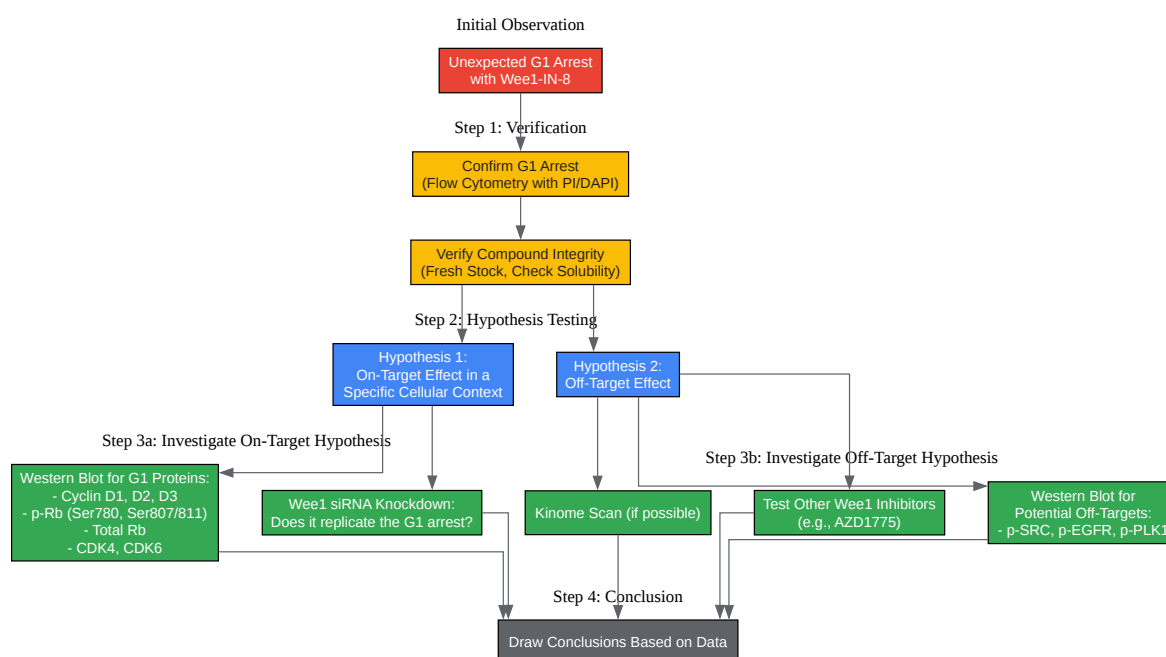 Initial Observation
Unexpected G1 Arrest
with Wee1-IN-8
Step 1: Verification
Confirm G1 Arrest
(Flow Cytometry with PI/DAPI)
Verify Compound Integrity
(Fresh Stock, Check Solubility)
Step 2: Hypothesis Testing
Hypothesis 1:
On-Target Effect in a
Specific Cellular Context
Hypothesis 2:
Off-Target Effect
Step 3a: Investigate On-Target Hypothesis
Step 3b: Investigate Off-Target Hypothesis
Western Blot for G1 Proteins:
- Cyclin D1, D2, D3
- p-Rb (Ser780, Ser807/811)
- Total Rb
- CDK4, CDK6
Wee1 siRNA Knockdown:
Does it replicate the G1 arrest?
Kinome Scan (if possible)
Test Other Wee1 Inhibitors
(e.g., AZD1775)
Western Blot for
Potential Off-Targets:
- p-SRC, p-EGFR, p-PLK1
Step 4: Conclusion
Draw Conclusions Based on Data